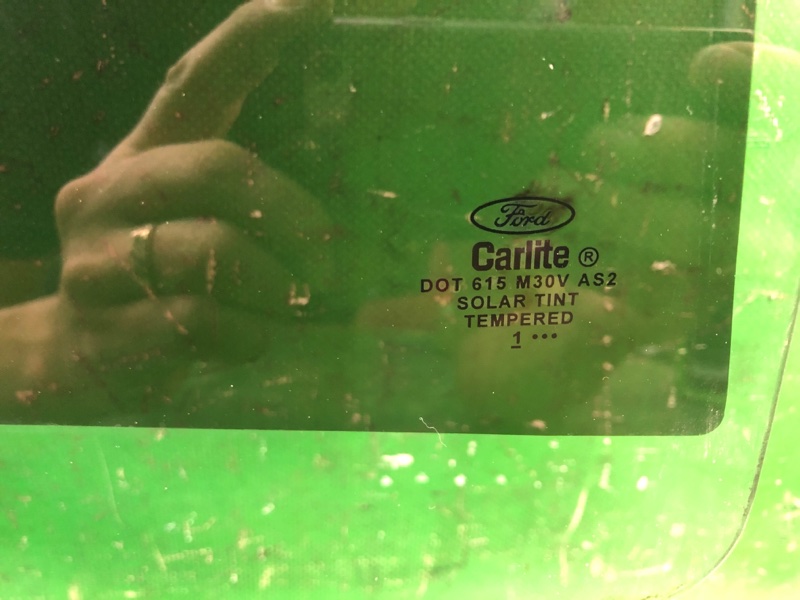 Ford
Carlite ®
DOT 615 M30V AS2
SOLAR TINT
TEMPERED
1 •••